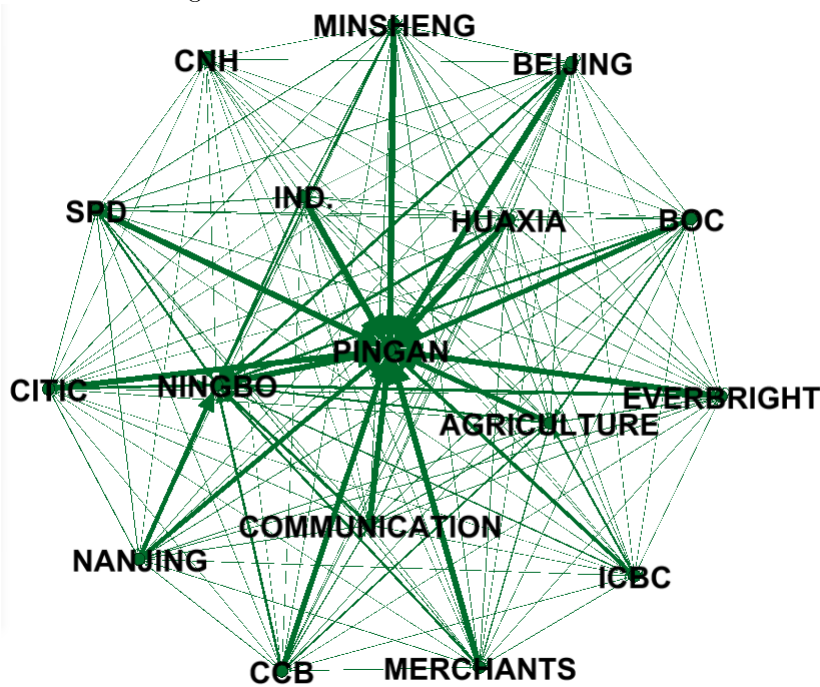 MINSHENG
CNH
BEIJING
IND.
SPD
HUAXIA
BOC
PINGAN
CITIC
NINGBO
EVERBRIGHT
AGRICULTURE
COMMUNICATION
NANJING
ICBC
CCB
MERCHANTS